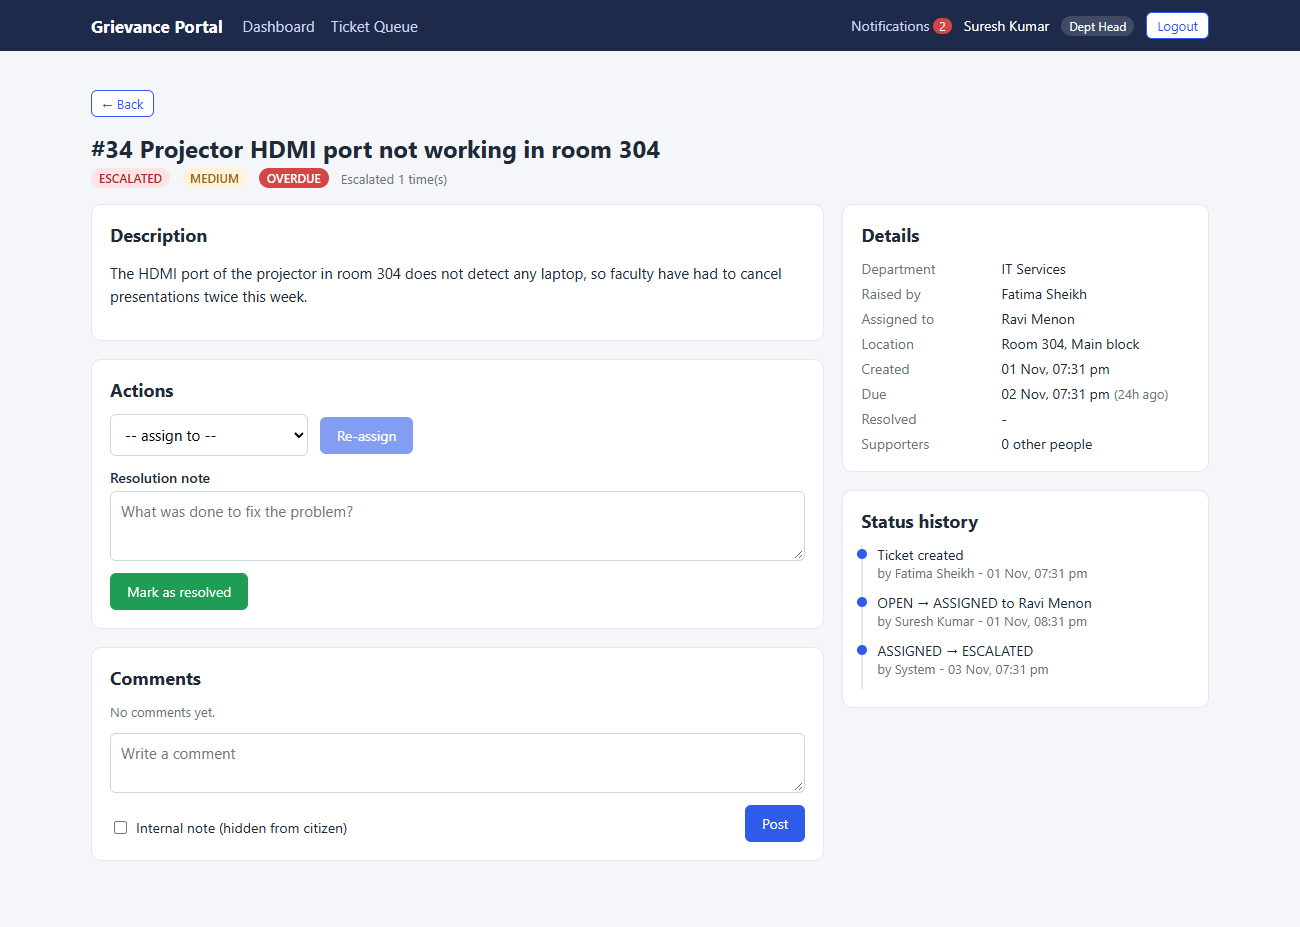 Grievance Portal Dashboard Ticket Queue Notifications 2 Suresh Kumar Dept Head Logout
← Back
#34 Projector HDMI port not working in room 304
ESCALATED MEDIUM OVERDUE Escalated 1 time(s)
Description
The HDMI port of the projector in room 304 does not detect any laptop, so faculty have had to cancel
presentations twice this week.
Actions
-- assign to -- Re-assign
Resolution note
What was done to fix the problem?
Mark as resolved
Comments
No comments yet.
Write a comment
Internal note (hidden from citizen) Post
Details
Department IT Services
Raised by Fatima Sheikh
Assigned to Ravi Menon
Location Room 304, Main block
Created 01 Nov, 07:31 pm
Due 02 Nov, 07:31 pm (24h ago)
Resolved -
Supporters 0 other people
Status history
Ticket created
by Fatima Sheikh - 01 Nov, 07:31 pm
OPEN → ASSIGNED to Ravi Menon
by Suresh Kumar - 01 Nov, 08:31 pm
ASSIGNED → ESCALATED
by System - 03 Nov, 07:31 pm